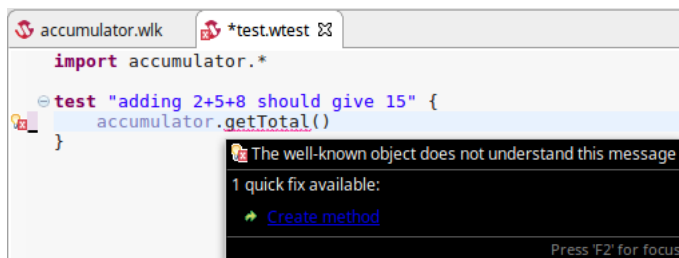 accumulator.wlk *test.wtest
import accumulator.*
test "adding 2+5+8 should give 15" {
accumulator.getTotal()
}
The well-known object does not understand this message
1 quick fix available:
Create method
Press 'F2' for focus